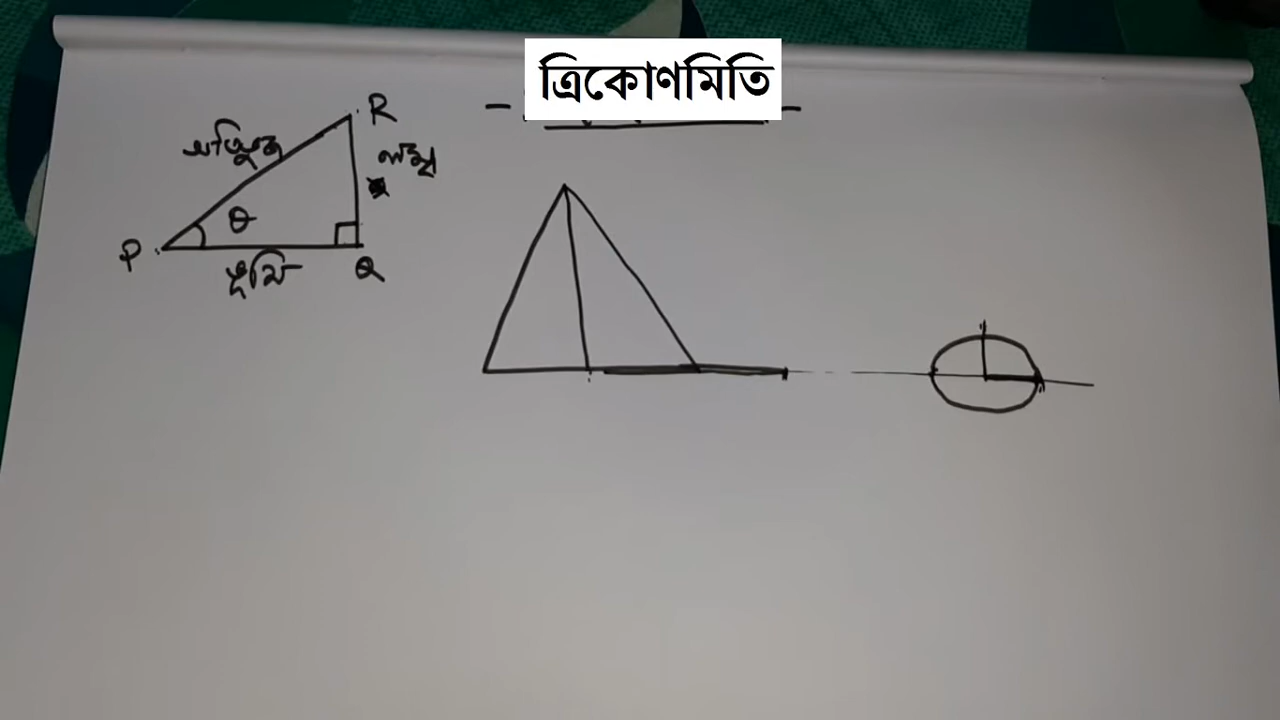 ত্রিকোণমিতি
R
অতিভুজ
লম্ব
θ
P
ভূমি
Q